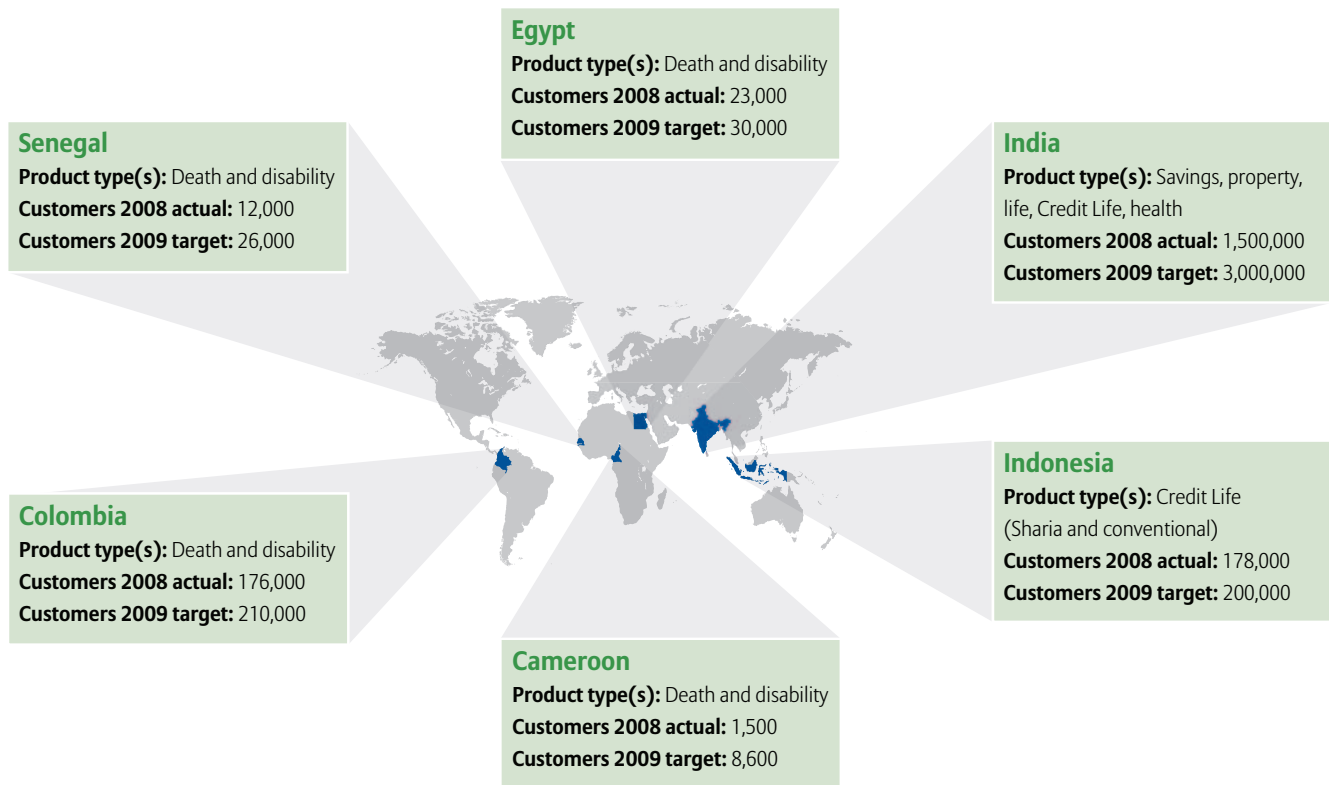 Egypt
Product type(s): Death and disability
Customers 2008 actual: 23,000
Customers 2009 target: 30,000
Senegal
Product type(s): Death and disability
Customers 2008 actual: 12,000
Customers 2009 target: 26,000
India
Product type(s): Savings, property,
life, Credit Life, health
Customers 2008 actual: 1,500,000
Customers 2009 target: 3,000,000
Colombia
Product type(s): Death and disability
Customers 2008 actual: 176,000
Customers 2009 target: 210,000
Indonesia
Product type(s): Credit Life
(Sharia and conventional)
Customers 2008 actual: 178,000
Customers 2009 target: 200,000
Cameroon
Product type(s): Death and disability
Customers 2008 actual: 1,500
Customers 2009 target: 8,600